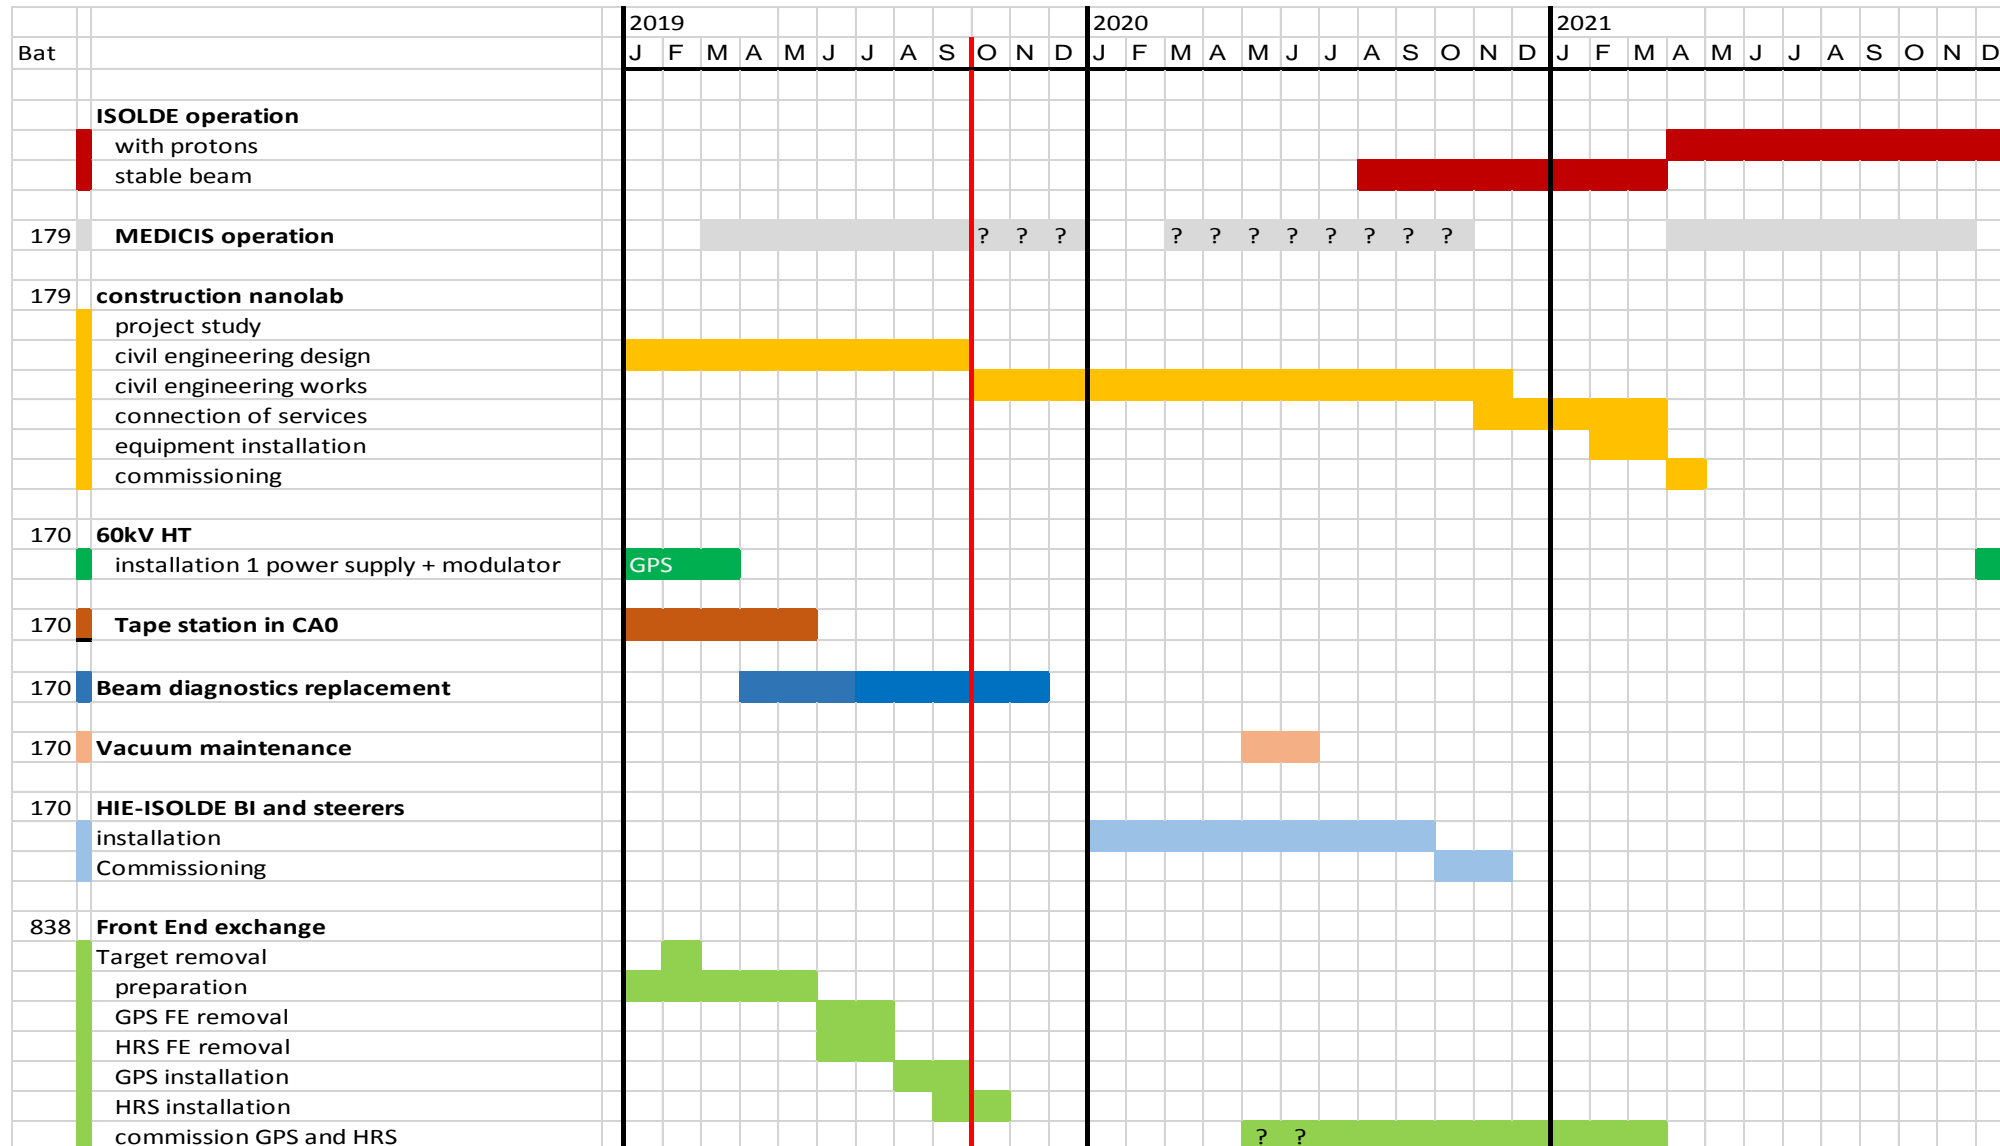 2019 2020 2021
Bat J F M A M J J A S O N D J F M A M J J A S O N D J F M A M J J A S O N D
ISOLDE operation
with protons
stable beam
179 MEDICIS operation ? ? ? ? ? ? ? ? ? ? ?
179 construction nanolab
project study
civil engineering design
civil engineering works
connection of services
equipment installation
commissioning
170 60kV HT
installation 1 power supply + modulator GPS
170 Tape station in CA0
170 Beam diagnostics replacement
170 Vacuum maintenance
170 HIE-ISOLDE BI and steerers
installation
Commissioning
838 Front End exchange
Target removal
preparation
GPS FE removal
HRS FE removal
GPS installation
HRS installation
commission GPS and HRS ? ?